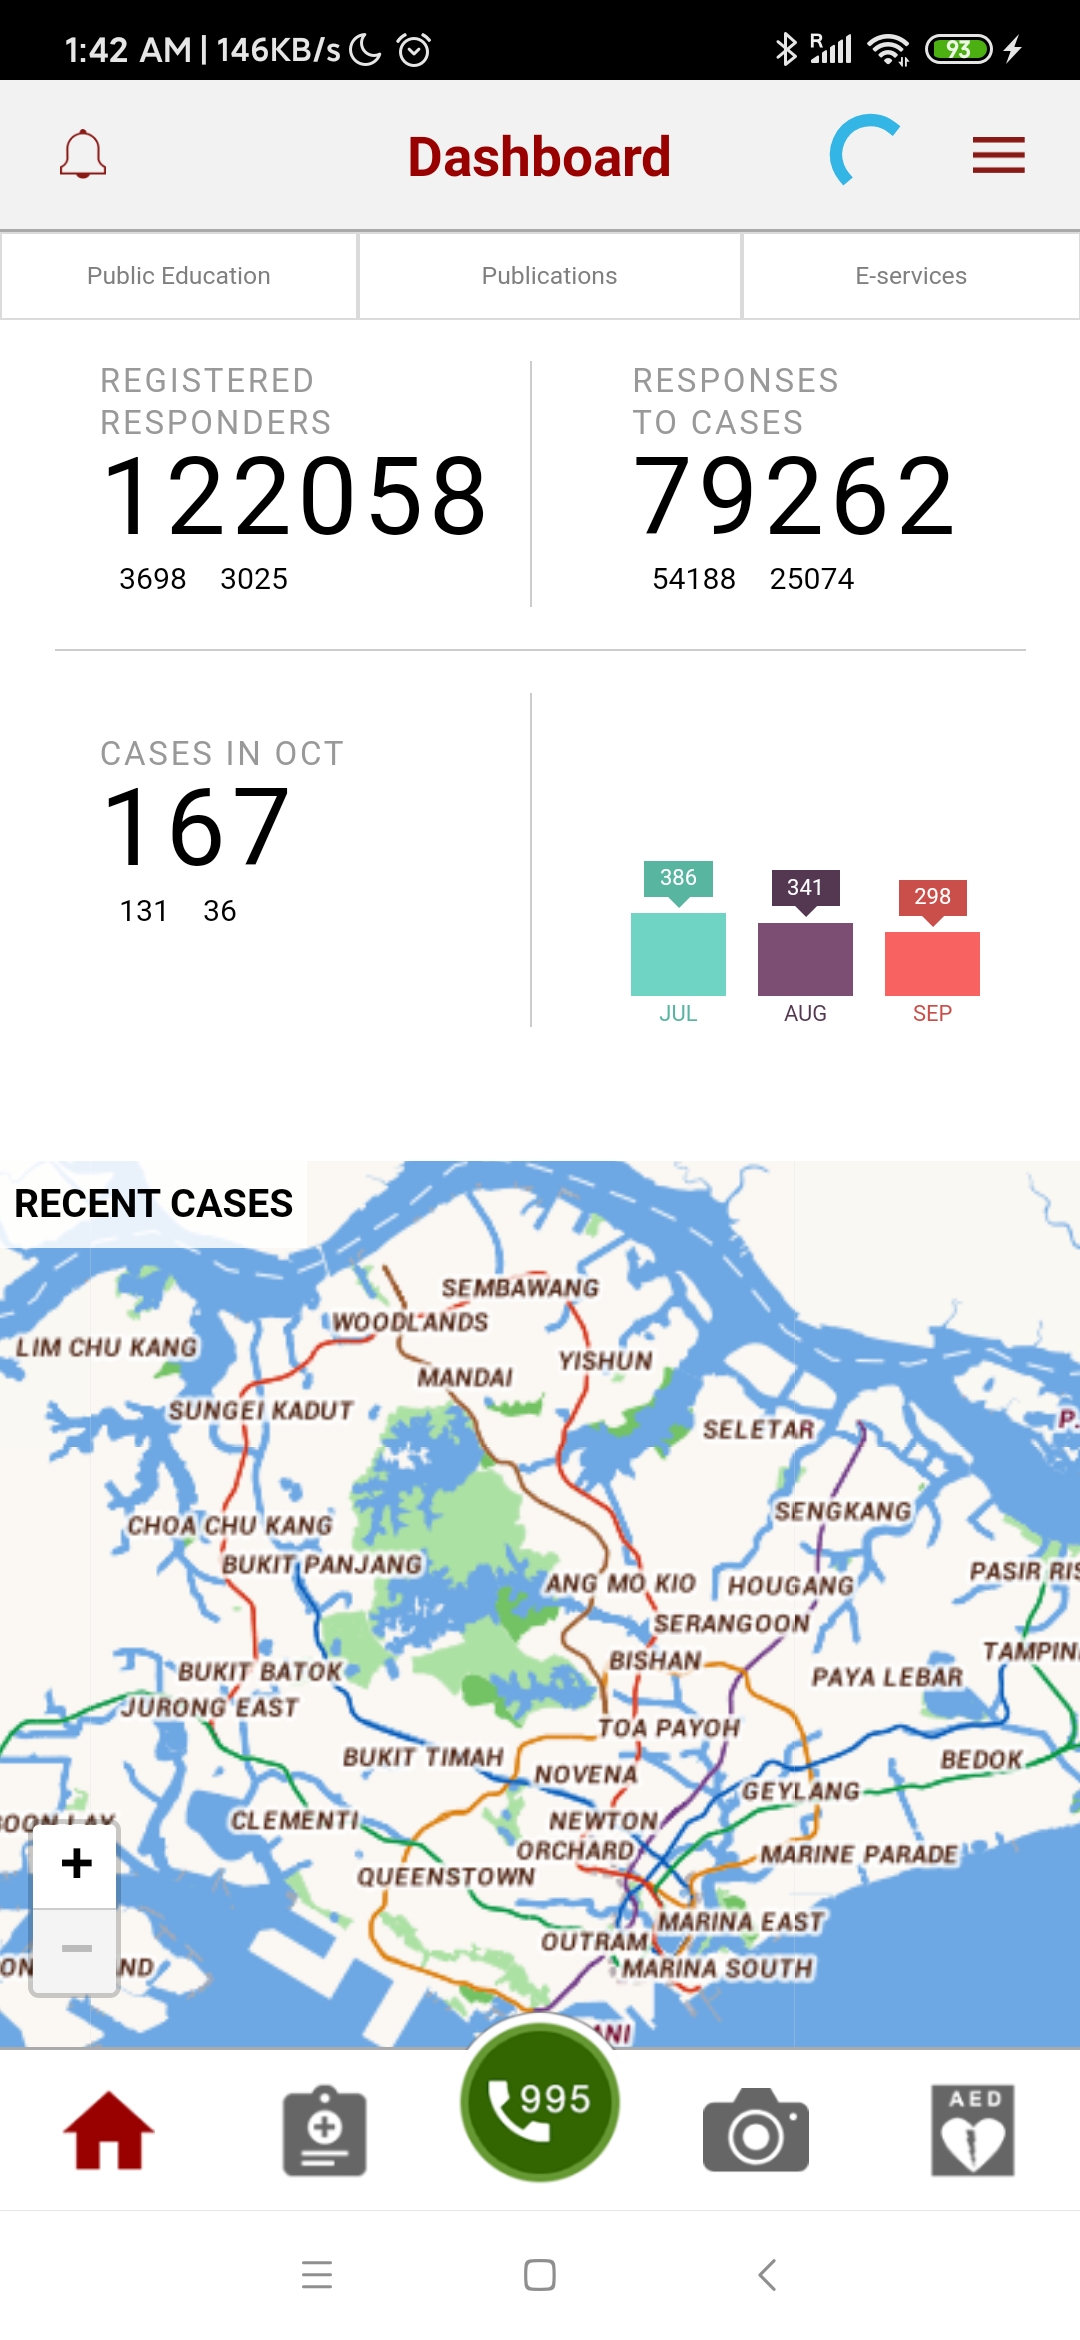 1:42 AM | 146KB/s
R
93
Dashboard
Public Education
Publications
E-services
REGISTERED
RESPONDERS
122058
3698 3025
RESPONSES
TO CASES
79262
54188 25074
CASES IN OCT
167
131 36
386
341
298
JUL
AUG
SEP
RECENT CASES
SEMBAWANG
WOODLANDS
LIM CHU KANG
YISHUN
MANDAI
SUNGEI KADUT
P.
SELETAR
SENGKANG
CHOA CHU KANG
BUKIT PANJANG
PASIR RIS
ANG MO KIO
HOUGANG
SERANGOON
TAMPIN
BISHAN
BUKIT BATOK
PAYA LEBAR
JURONG EAST
TOA PAYOH
BUKIT TIMAH
BEDOK
NOVENA
GEYLANG
CLEMENTI
NEWTON
OON LAY
ORCHARD
MARINE PARADE
+
QUEENSTOWN
MARINA EAST
OUTRAM
−
ND
MARINA SOUTH
ANI
995
AED